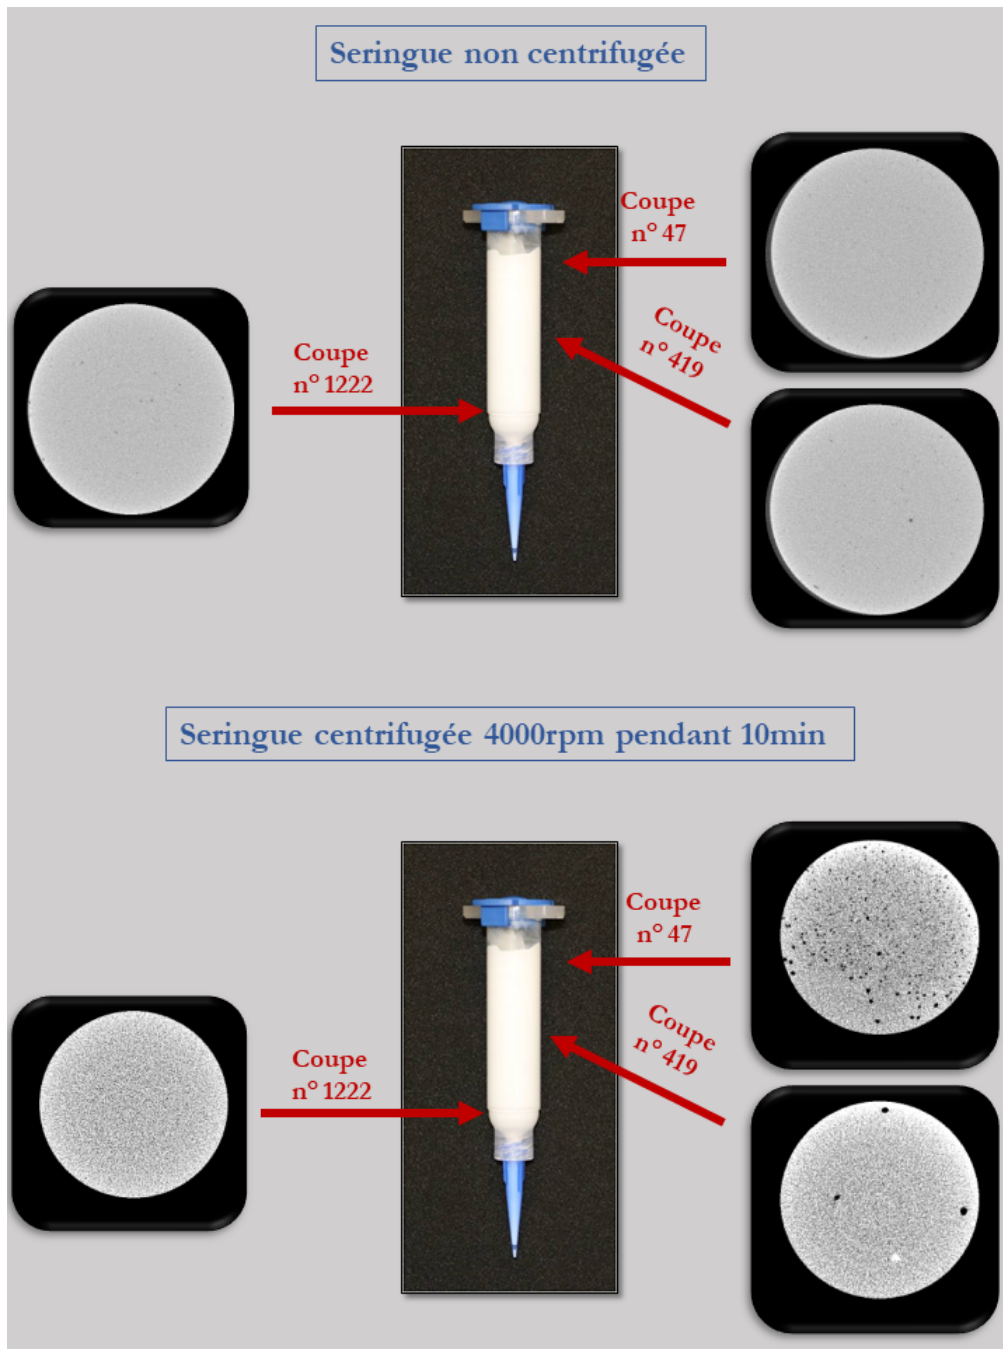 Seringue non centrifugée
Coupe
n° 47
Coupe
n° 419
Coupe
n° 1222
Seringue centrifugée 4000rpm pendant 10min
Coupe
n° 47
Coupe
n° 419
Coupe
n° 1222